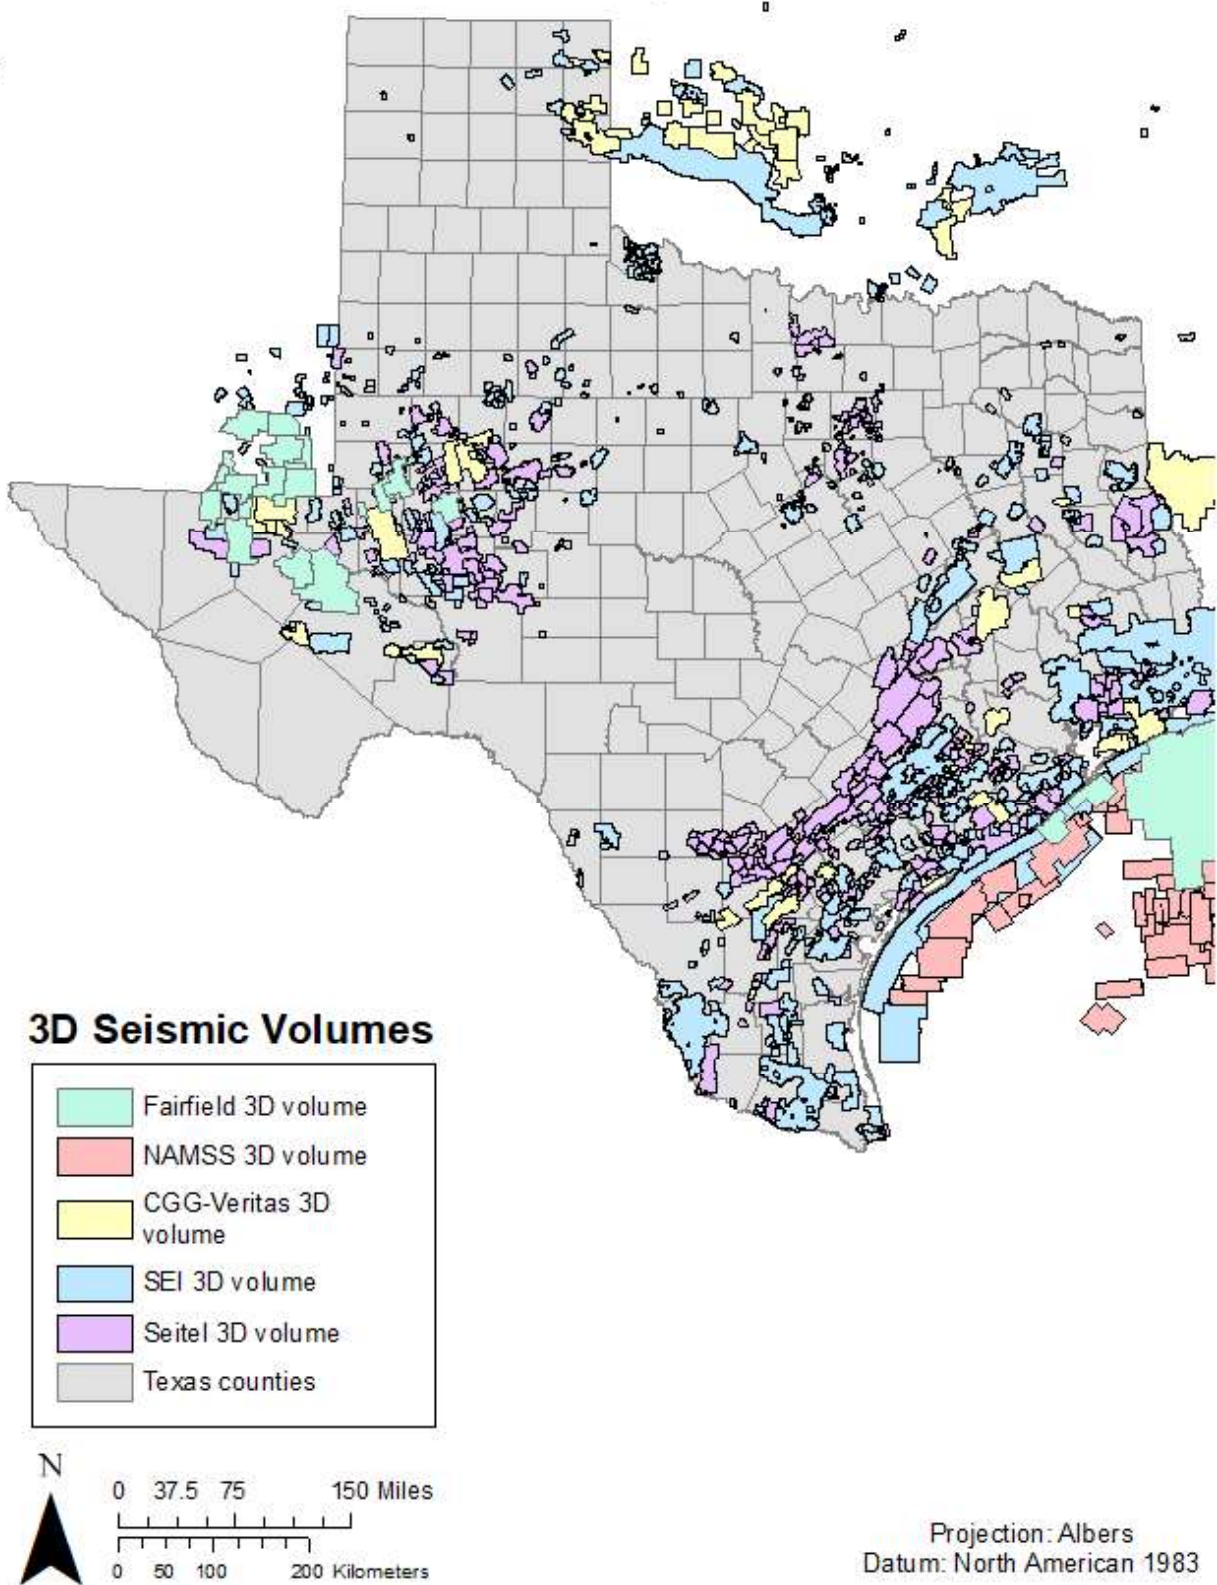 3D Seismic Volumes
Fairfield 3D volume
NAMSS 3D volume
CGG-Veritas 3D
volume
SEI 3D volume
Seitel 3D volume
Texas counties
N
0 37.5 75 150 Miles
0 50 100 200 Kilometers
Projection: Albers
Datum: North American 1983